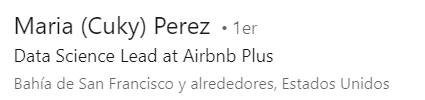 Maria (Cuky) Perez • 1er
Data Science Lead at Airbnb Plus
Bahía de San Francisco y alrededores, Estados Unidos